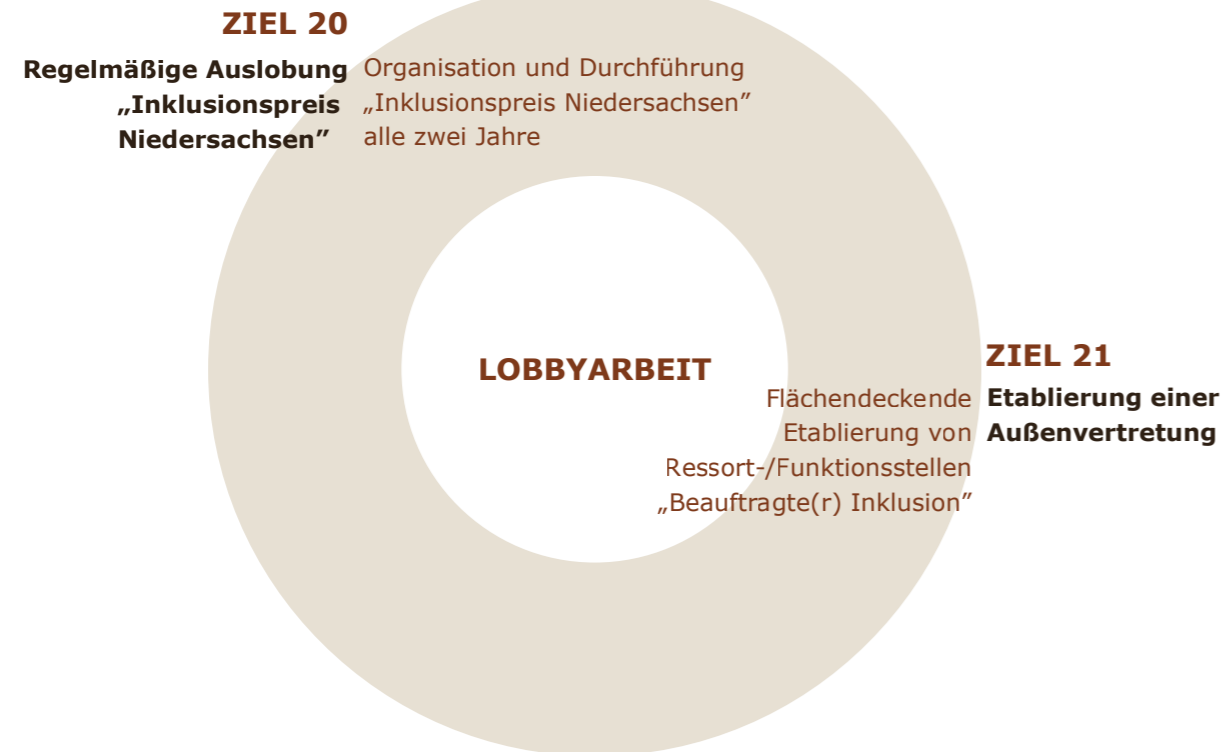 ZIEL 20
Regelmäßige Auslobung
„Inklusionspreis
Niedersachsen”
Organisation und Durchführung
„Inklusionspreis Niedersachsen”
alle zwei Jahre
LOBBYARBEIT
ZIEL 21
Etablierung einer
Außenvertretung
Flächendeckende
Etablierung von
Ressort-/Funktionsstellen
„Beauftragte(r) Inklusion”